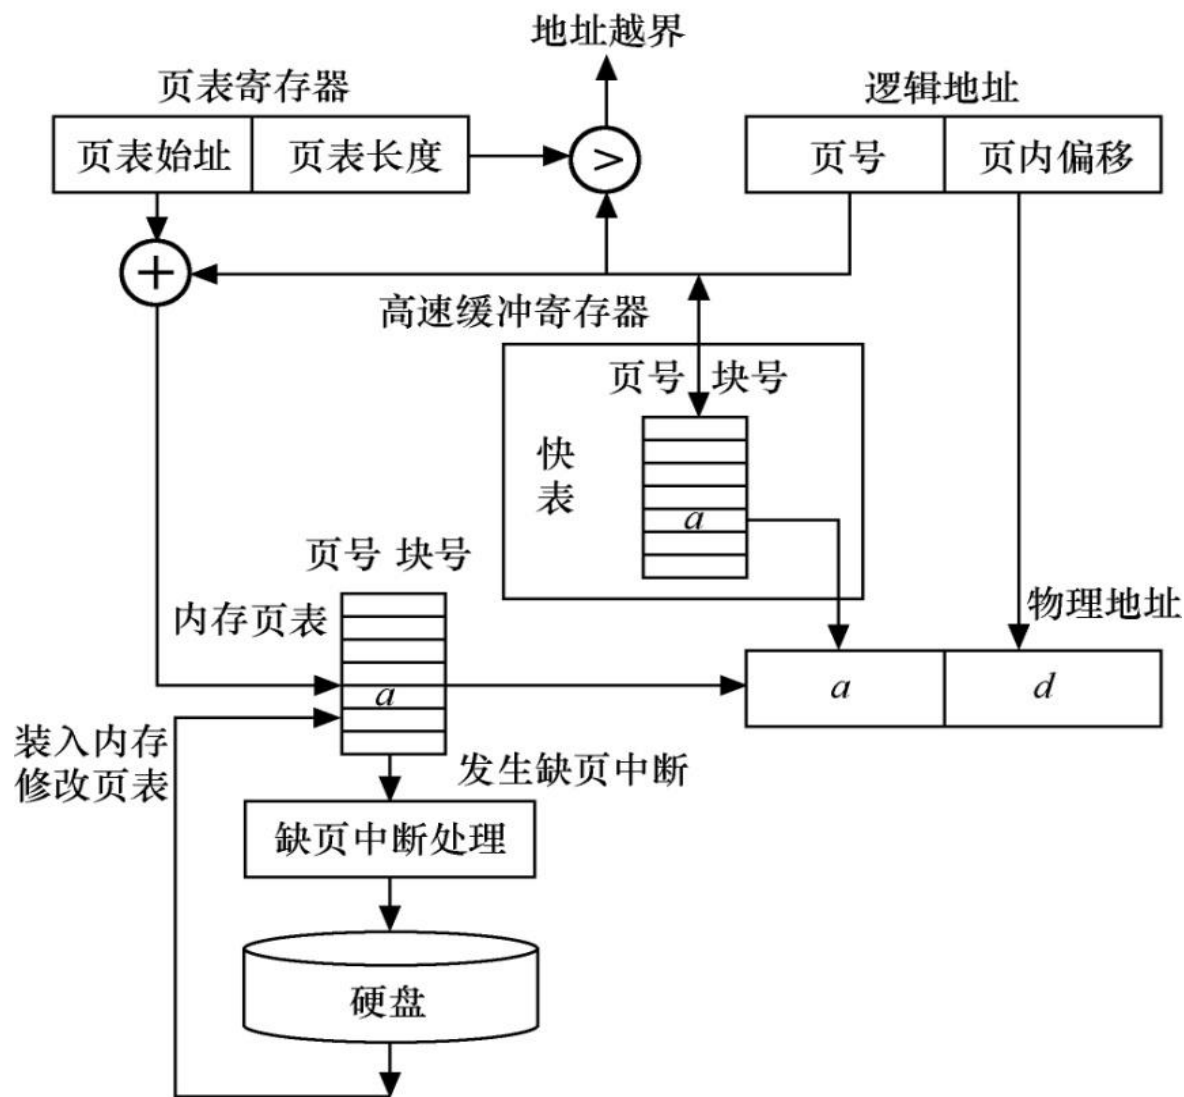 地址越界
页表寄存器
逻辑地址
页表始址 页表长度
>
页号 页内偏移
+
高速缓冲寄存器
页号 块号
快
表
a
页号 块号
内存页表
a
物理地址
a d
装入内存
修改页表
发生缺页中断
缺页中断处理
硬盘